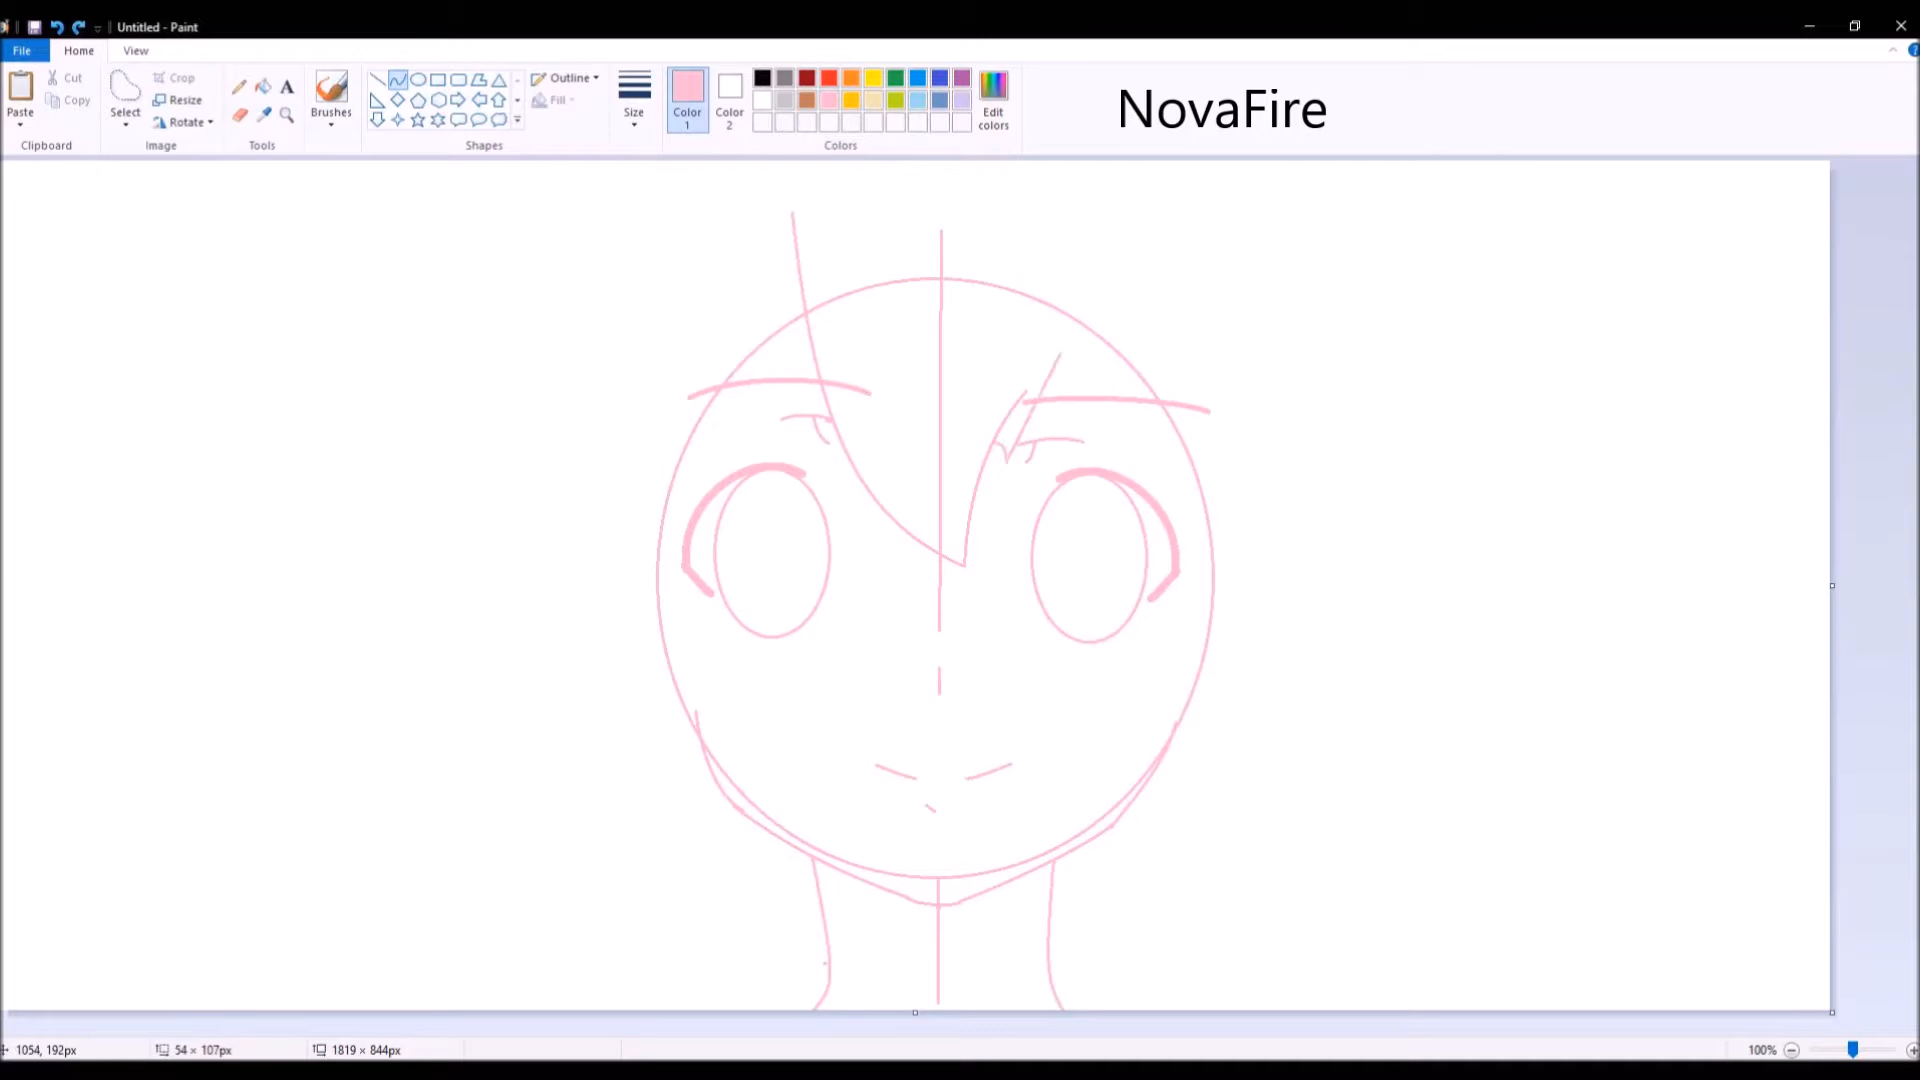 Untitled - Paint
File Home View
Paste Cut Copy Clipboard
Select Crop Resize Rotate Image
Tools
Brushes
Outline Fill Shapes
Size
Color 1 Color 2 Edit colors Colors
NovaFire
1054, 192px 54 × 107px 1819 × 844px 100%